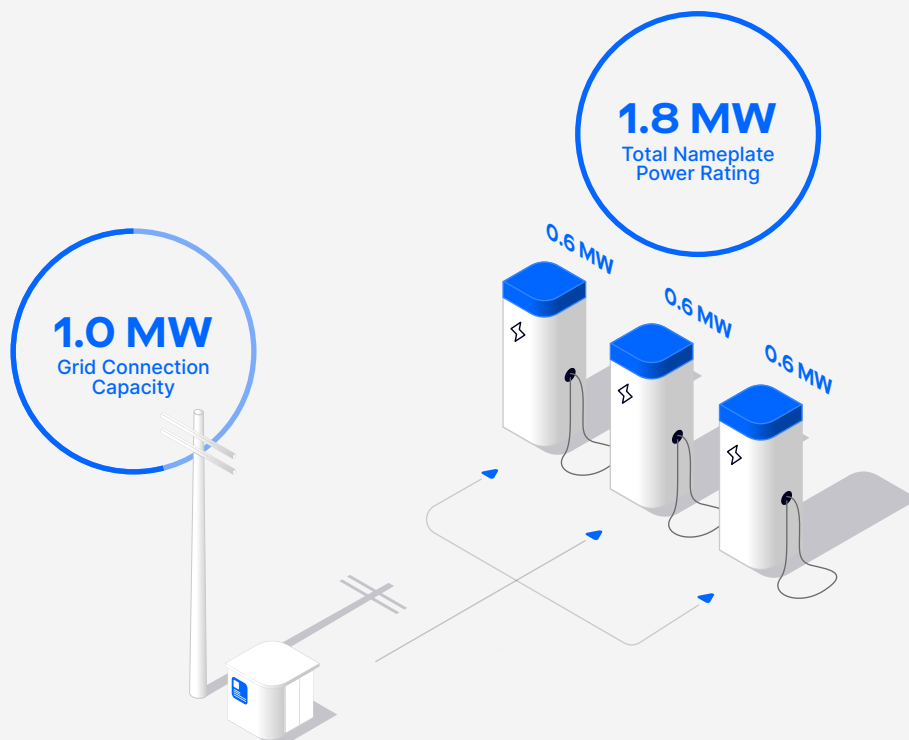 1.8 MW
Total Nameplate
Power Rating
0.6 MW
0.6 MW
0.6 MW
1.0 MW
Grid Connection
Capacity